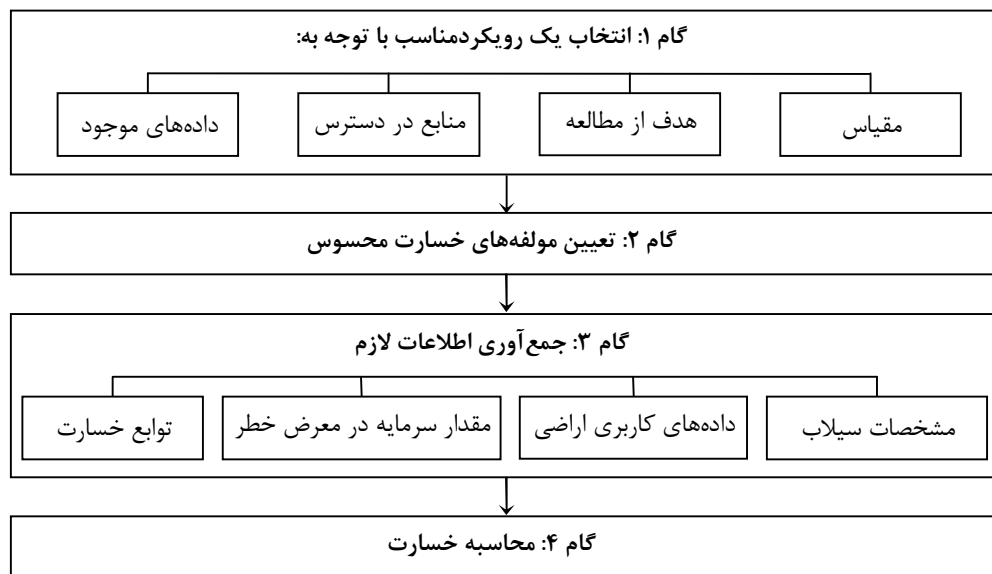 گام ۱: انتخاب یک رویکردمناسب با توجه به:
مقیاس
هدف از مطالعه
منابع در دسترس
داده‌های موجود
گام ۲: تعیین مولفه‌های خسارت محسوس
گام ۳: جمع‌آوری اطلاعات لازم
مشخصات سیلاب
داده‌های کاربری اراضی
مقدار سرمایه در معرض خطر
توابع خسارت
گام ۴: محاسبه خسارت